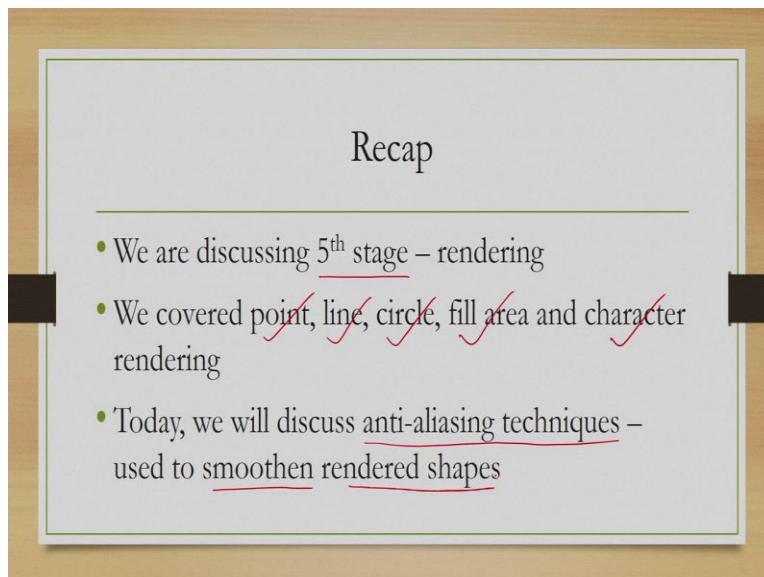 Recap
• We are discussing 5th stage – rendering
• We covered point, line, circle, fill area and character
rendering
• Today, we will discuss anti-aliasing techniques –
used to smoothen rendered shapes